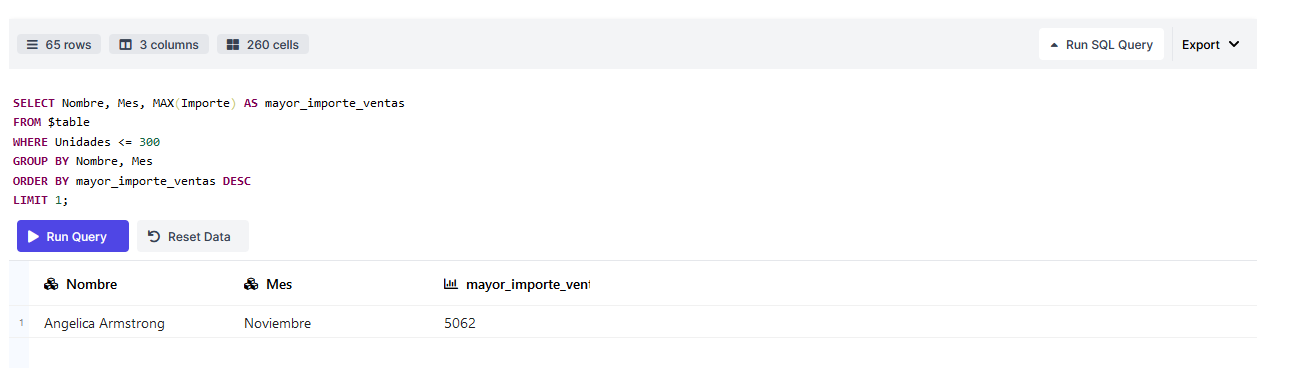 65 rows 3 columns 260 cells Run SQL Query Export
SELECT Nombre, Mes, MAX(Importe) AS mayor_importe_ventas
FROM $table
WHERE Unidades <= 300
GROUP BY Nombre, Mes
ORDER BY mayor_importe_ventas DESC
LIMIT 1;
Run Query Reset Data
Nombre Mes mayor_importe_vent
1 Angelica Armstrong Noviembre 5062